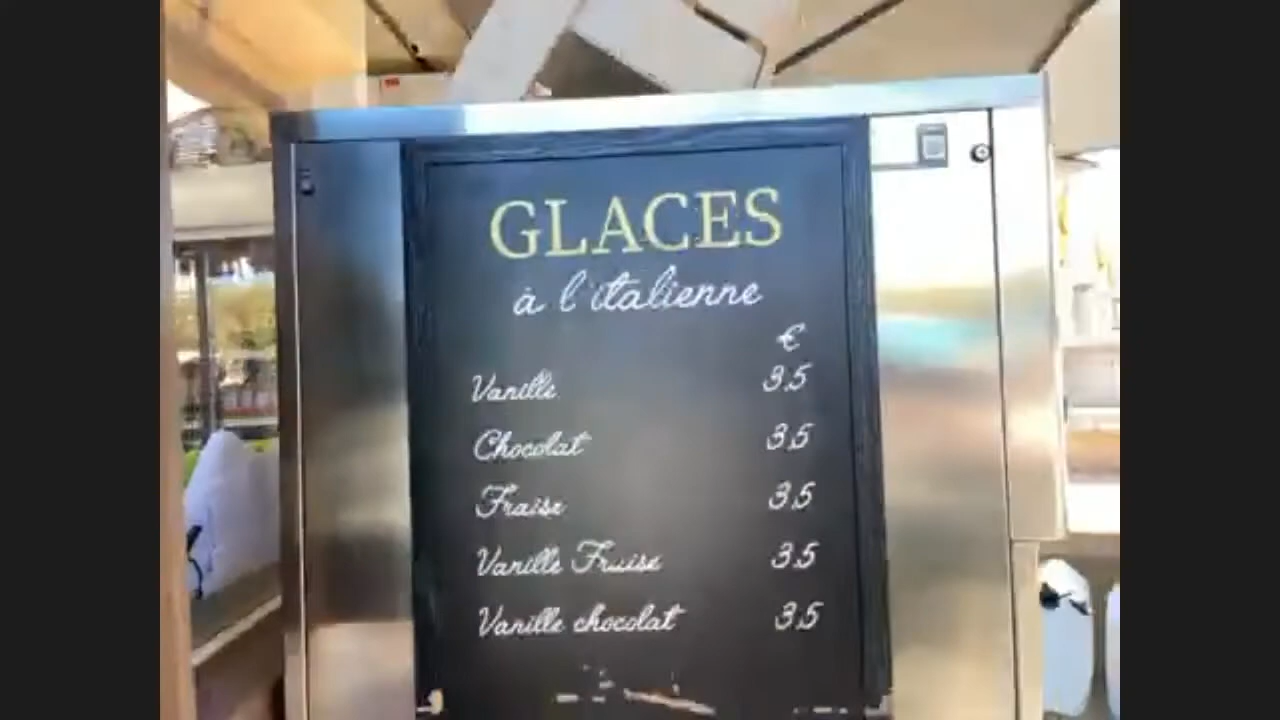 GLACES
à l'italienne
€
Vanille 3.5
Chocolat 3.5
Fraise 3.5
Vanille Fraise 3.5
Vanille chocolat 3.5